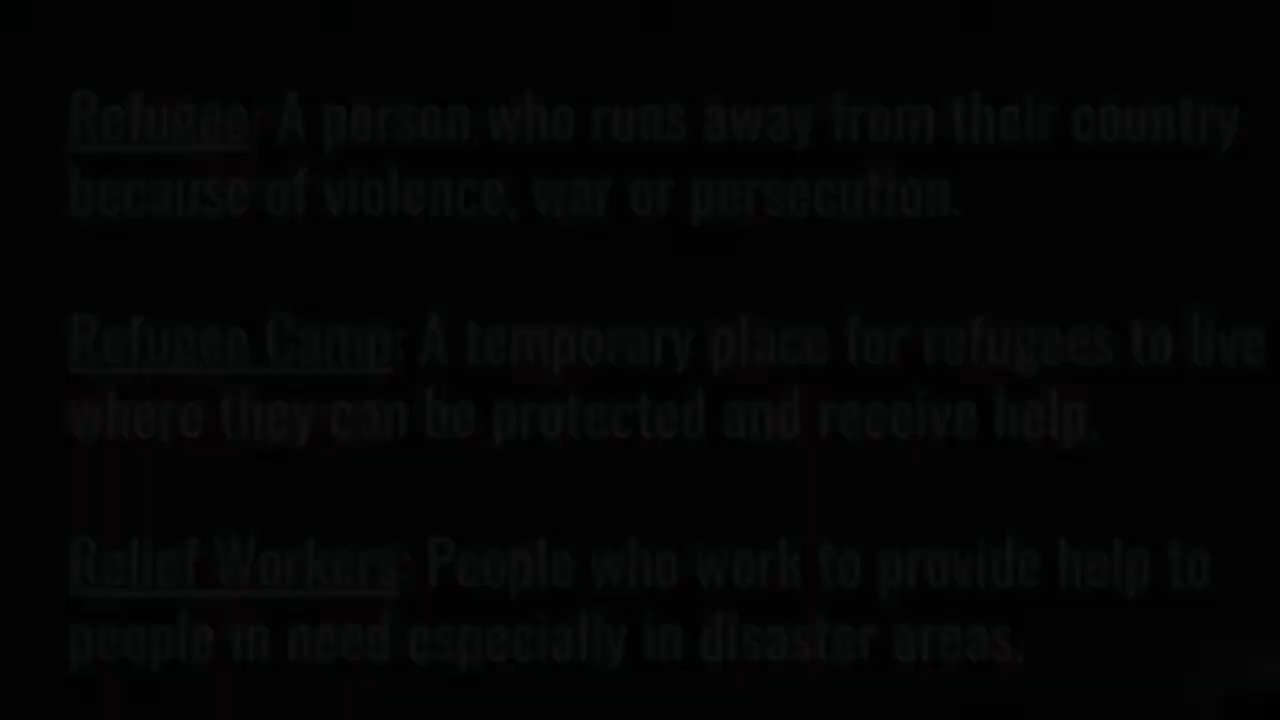 Refugee: A person who runs away from their country
because of violence, war or persecution.
Refugee Camp: A temporary place for refugees to live
where they can be protected and receive help.
Relief Workers: People who work to provide help to
people in need especially in disaster areas.